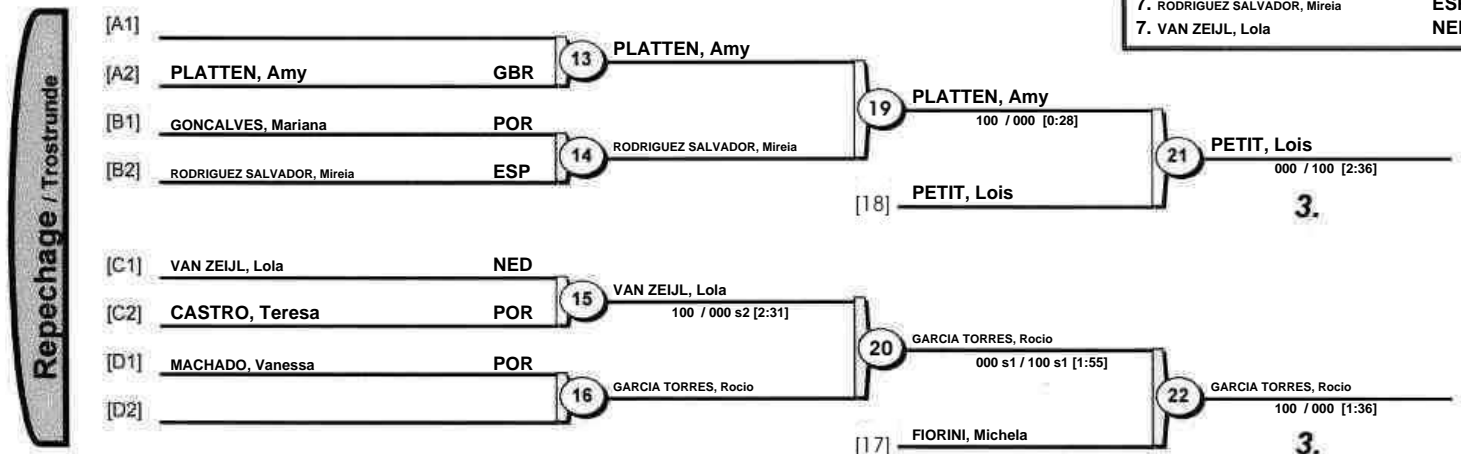 7. RODRIGUEZ SALVADOR, Mireia ESP
7. VAN ZEIJL, Lola NED
Repechage / Trostrunde
[A1]
13 PLATTEN, Amy
[A2] PLATTEN, Amy GBR
19 PLATTEN, Amy
100 / 000 [0:28]
[B1] GONCALVES, Mariana POR
14 RODRIGUEZ SALVADOR, Mireia
[B2] RODRIGUEZ SALVADOR, Mireia ESP
21 PETIT, Lois
000 / 100 [2:36]
[18] PETIT, Lois
3.
[C1] VAN ZEIJL, Lola NED
15 VAN ZEIJL, Lola
100 / 000 s2 [2:31]
[C2] CASTRO, Teresa POR
20 GARCIA TORRES, Rocio
000 s1 / 100 s1 [1:55]
[D1] MACHADO, Vanessa POR
16 GARCIA TORRES, Rocio
[D2]
22 GARCIA TORRES, Rocio
100 / 000 [1:36]
[17] FIORINI, Michela
3.